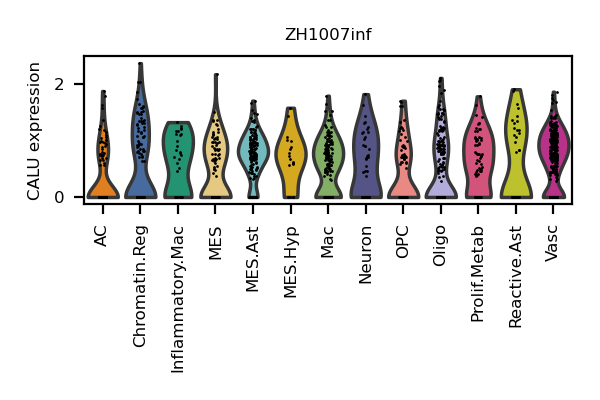 ZH1007inf
CALU expression
2
0
AC
Chromatin.Reg
Inflammatory.Mac
MES
MES.Ast
MES.Hyp
Mac
Neuron
OPC
Oligo
Prolif.Metab
Reactive.Ast
Vasc